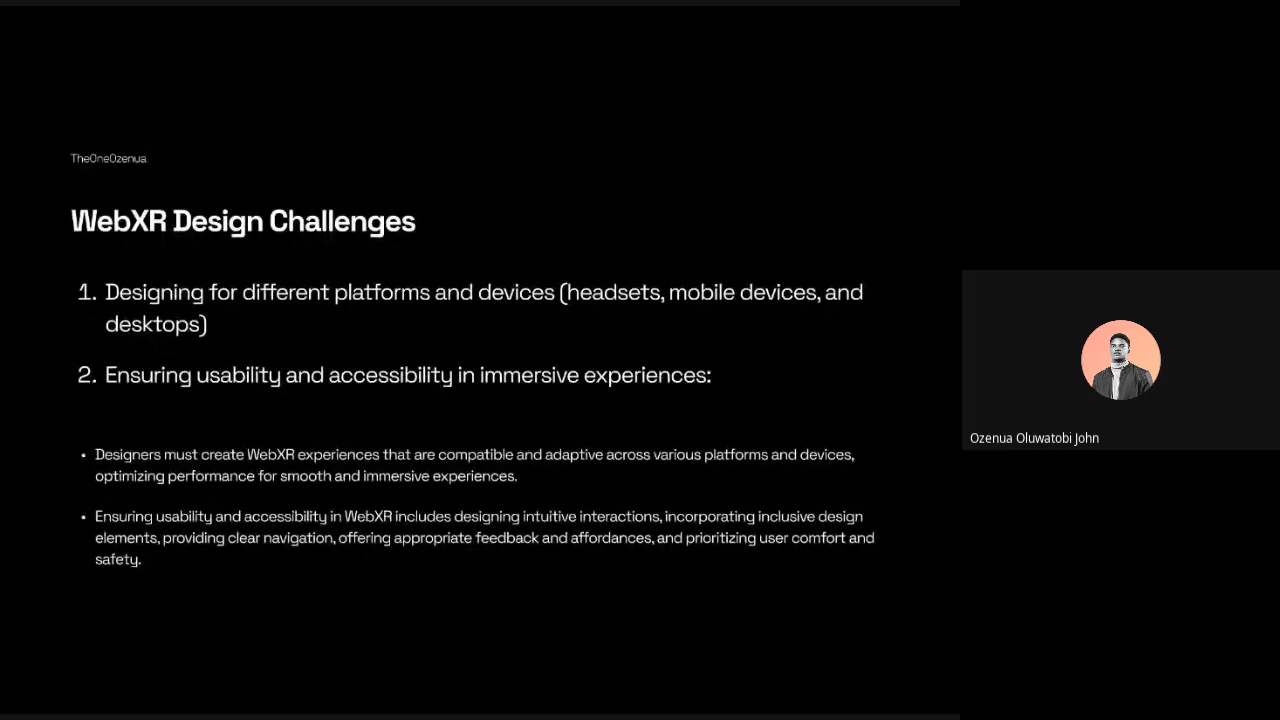 TheOneOzenua
WebXR Design Challenges
1. Designing for different platforms and devices (headsets, mobile devices, and
desktops)
2. Ensuring usability and accessibility in immersive experiences:
• Designers must create WebXR experiences that are compatible and adaptive across various platforms and devices,
optimizing performance for smooth and immersive experiences.
• Ensuring usability and accessibility in WebXR includes designing intuitive interactions, incorporating inclusive design
elements, providing clear navigation, offering appropriate feedback and affordances, and prioritizing user comfort and
safety.
Ozenua Oluwatobi John